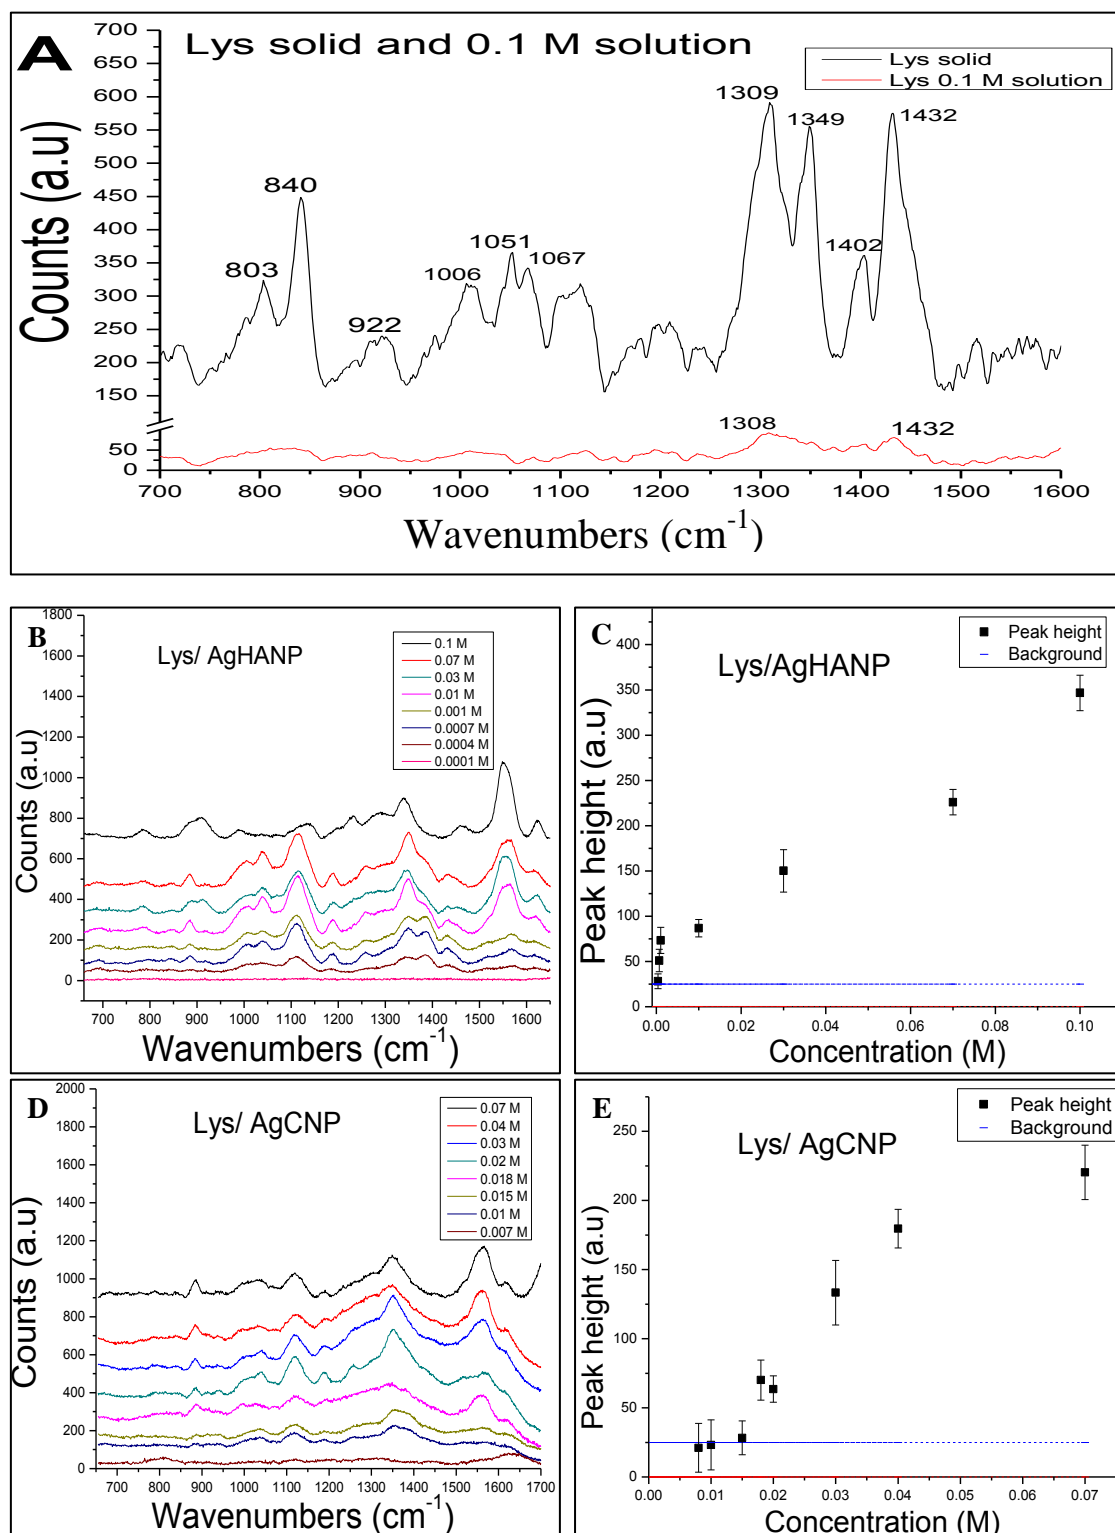 A
Lys solid and 0.1 M solution
Lys solid
Lys 0.1 M solution
Counts (a.u)
700
650
600
550
500
450
400
350
300
250
200
150
50
0
803
840
922
1006
1051
1067
1309
1349
1402
1432
1308
1432
700 800 900 1000 1100 1200 1300 1400 1500 1600
Wavenumbers (cm⁻¹)
B
Lys/ AgHANP
0.1 M
0.07 M
0.03 M
0.01 M
0.001 M
0.0007 M
0.0004 M
0.0001 M
Counts (a.u)
1800
1600
1400
1200
1000
800
600
400
200
0
700 800 900 1000 1100 1200 1300 1400 1500 1600
Wavenumbers (cm⁻¹)
C
Lys/AgHANP
Peak height
Background
Peak height (a.u)
400
350
300
250
200
150
100
50
0
0.00 0.02 0.04 0.06 0.08 0.10
Concentration (M)
D
Lys/ AgCNP
0.07 M
0.04 M
0.03 M
0.02 M
0.018 M
0.015 M
0.01 M
0.007 M
Counts (a.u)
2000
1800
1600
1400
1200
1000
800
600
400
200
0
700 800 900 1000 1100 1200 1300 1400 1500 1600 1700
Wavenumbers (cm⁻¹)
E
Lys/ AgCNP
Peak height
Background
Peak height (a.u)
250
200
150
100
50
0
0.00 0.01 0.02 0.03 0.04 0.05 0.06 0.07
Concentration (M)